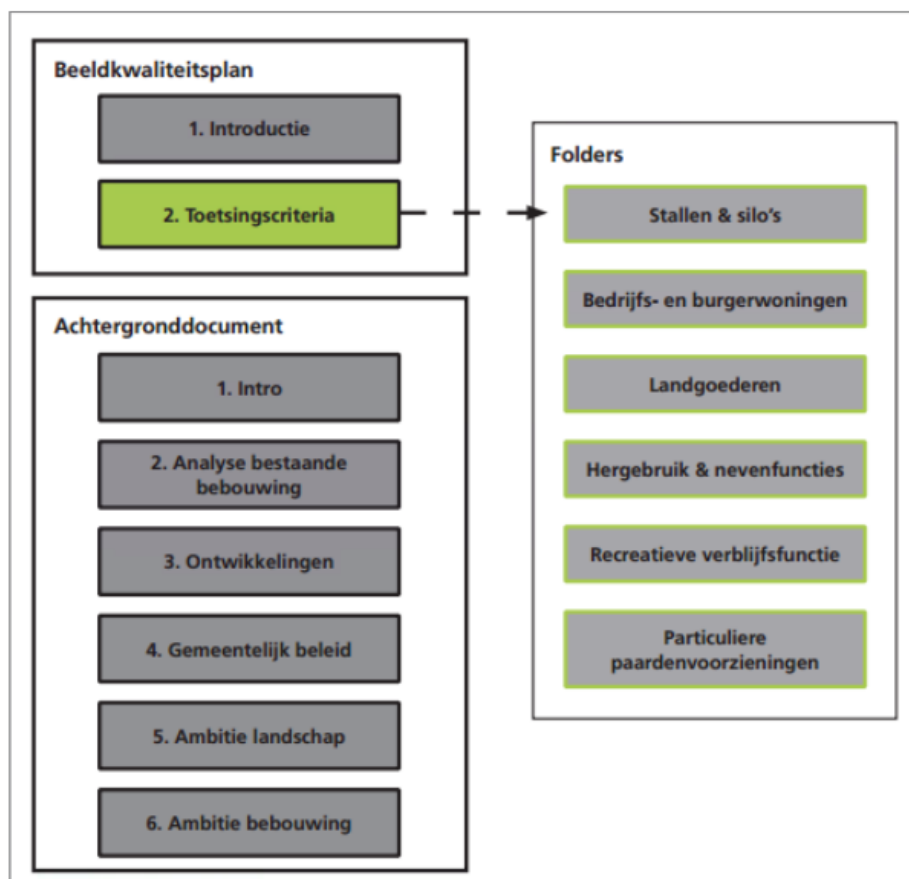 Beeldkwaliteitsplan
1. Introductie
2. Toetsingscriteria
Achtergronddocument
1. Intro
2. Analyse bestaande
bebouwing
3. Ontwikkelingen
4. Gemeentelijk beleid
5. Ambitie landschap
6. Ambitie bebouwing
Folders
Stallen & silo's
Bedrijfs- en burgerwoningen
Landgoederen
Hergebruik & nevenfuncties
Recreatieve verblijfsfunctie
Particuliere
paardenvoorzieningen